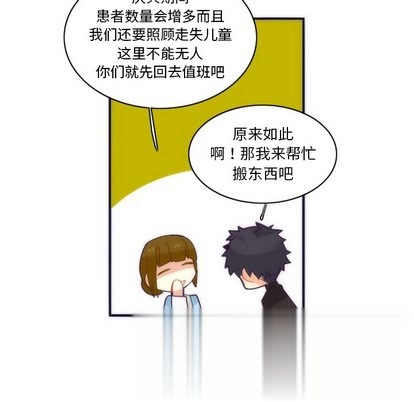 患者数量会增多而且
我们还要照顾走失儿童
这里不能无人
你们就先回去值班吧
原来如此
啊！那我来帮忙
搬东西吧